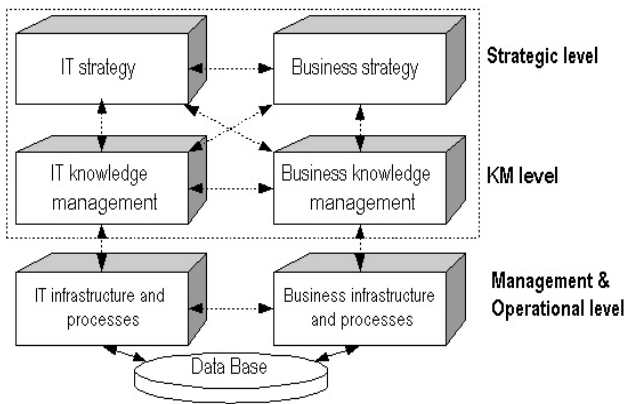 IT strategy
Business strategy
Strategic level
IT knowledge
management
Business knowledge
management
KM level
IT infrastructure and
processes
Business infrastructure
and processes
Management &
Operational level
Data Base